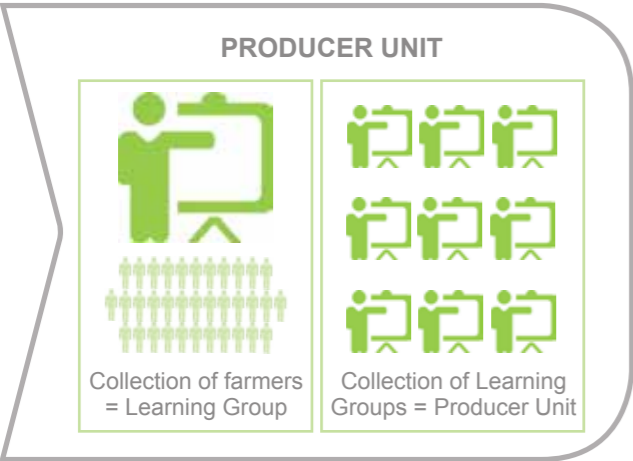 PRODUCER UNIT
Collection of farmers
= Learning Group
Collection of Learning
Groups = Producer Unit